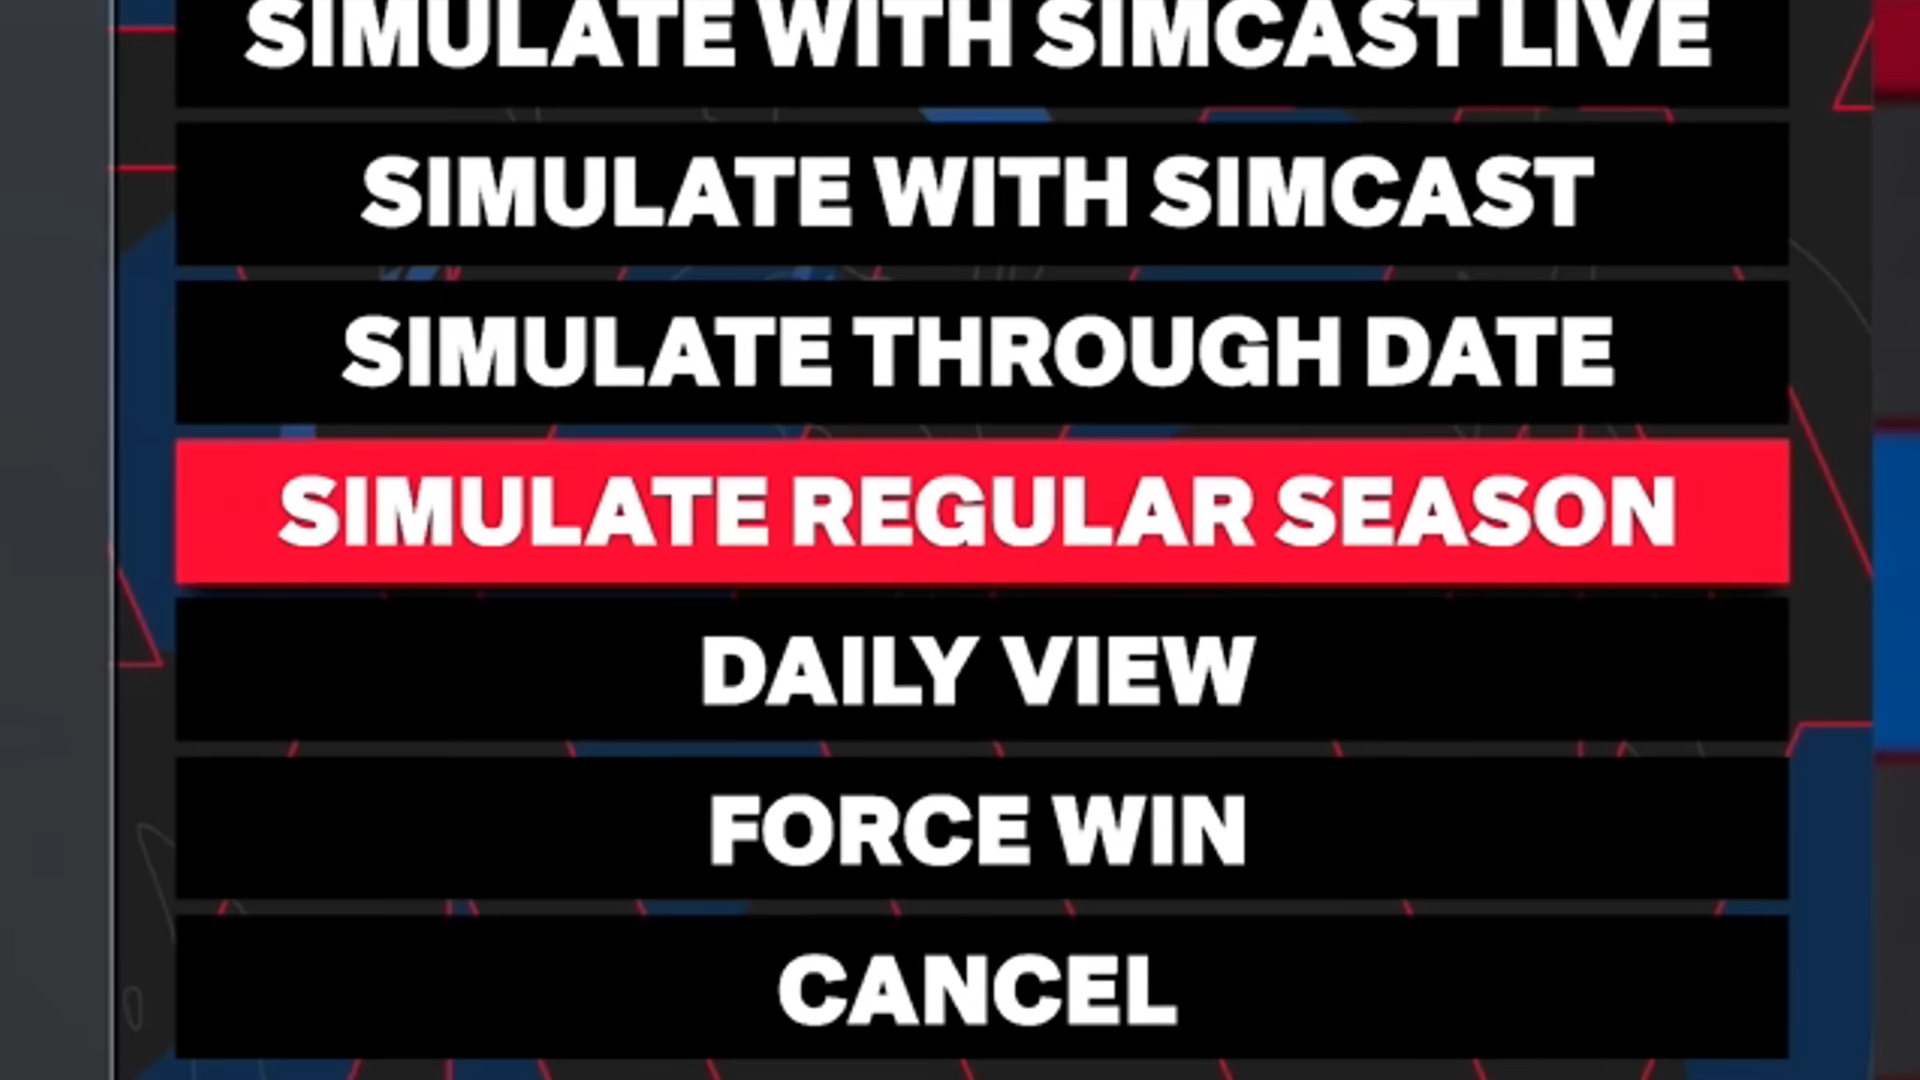 SIMULATE WITH SIMCAST LIVE
SIMULATE WITH SIMCAST
SIMULATE THROUGH DATE
SIMULATE REGULAR SEASON
DAILY VIEW
FORCE WIN
CANCEL